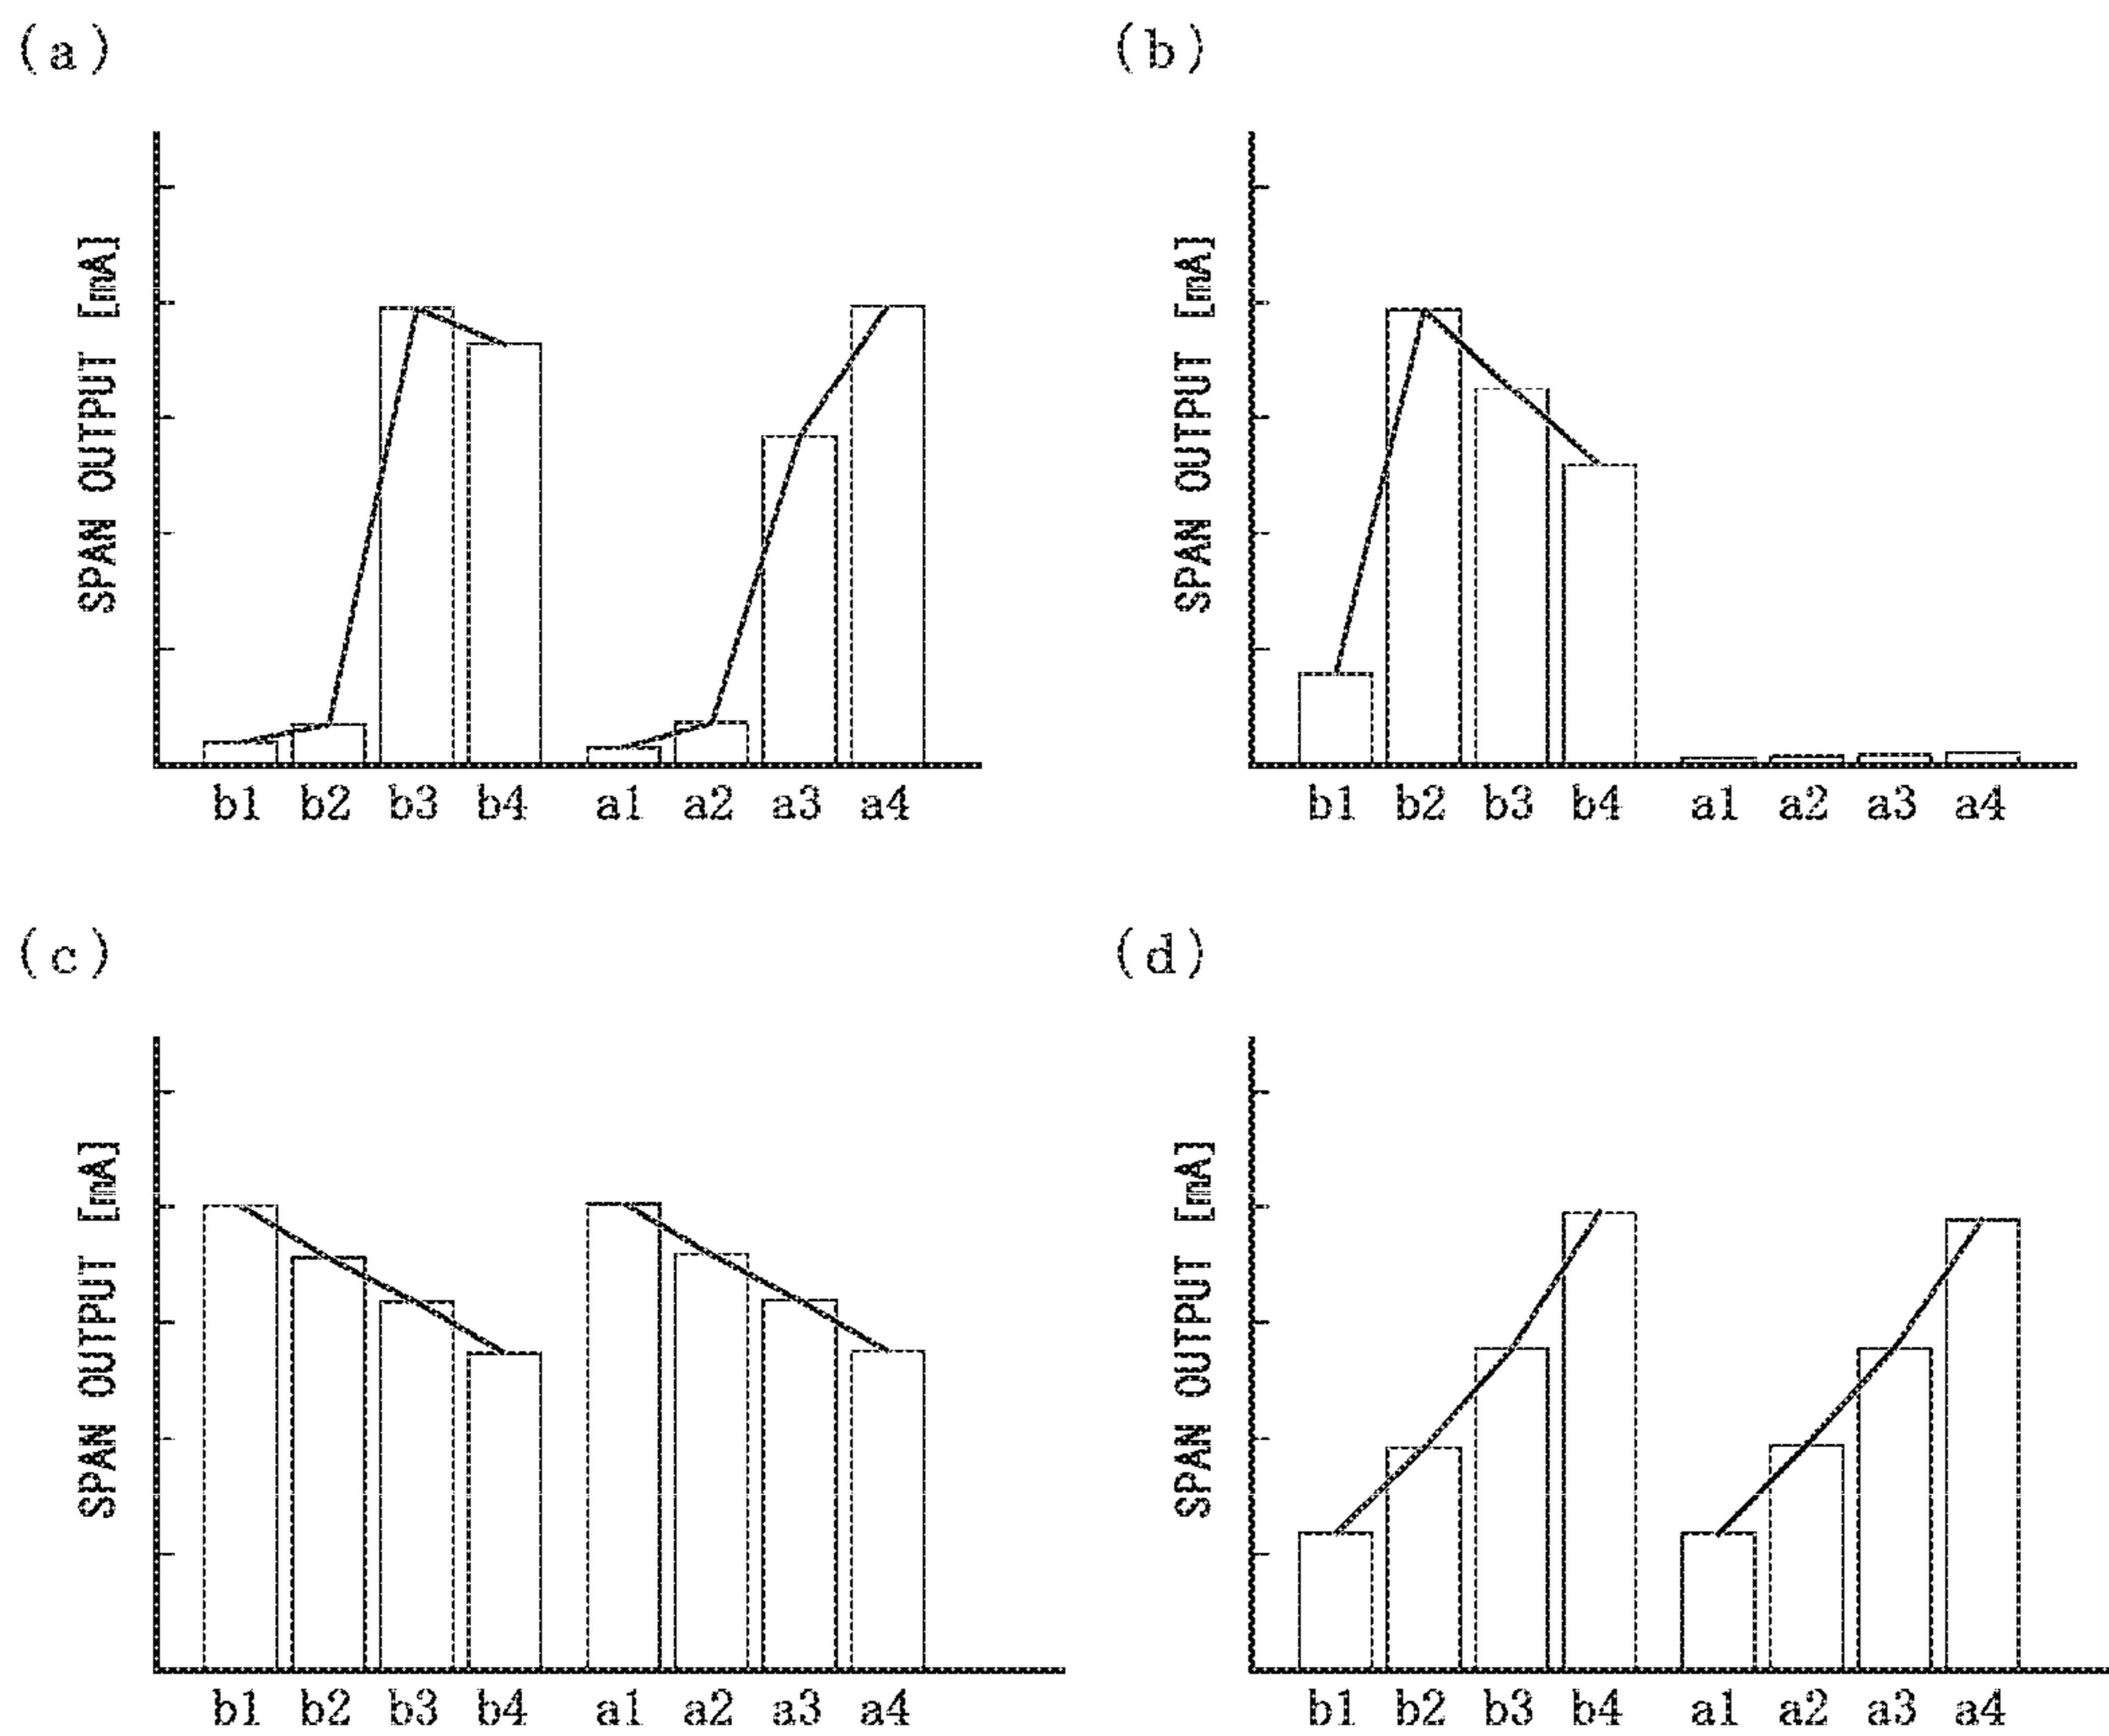 (a)
SPAN OUTPUT [mA]
b1 b2 b3 b4 a1 a2 a3 a4
(b)
SPAN OUTPUT [mA]
b1 b2 b3 b4 a1 a2 a3 a4
(c)
SPAN OUTPUT [mA]
b1 b2 b3 b4 a1 a2 a3 a4
(d)
SPAN OUTPUT [mA]
b1 b2 b3 b4 a1 a2 a3 a4